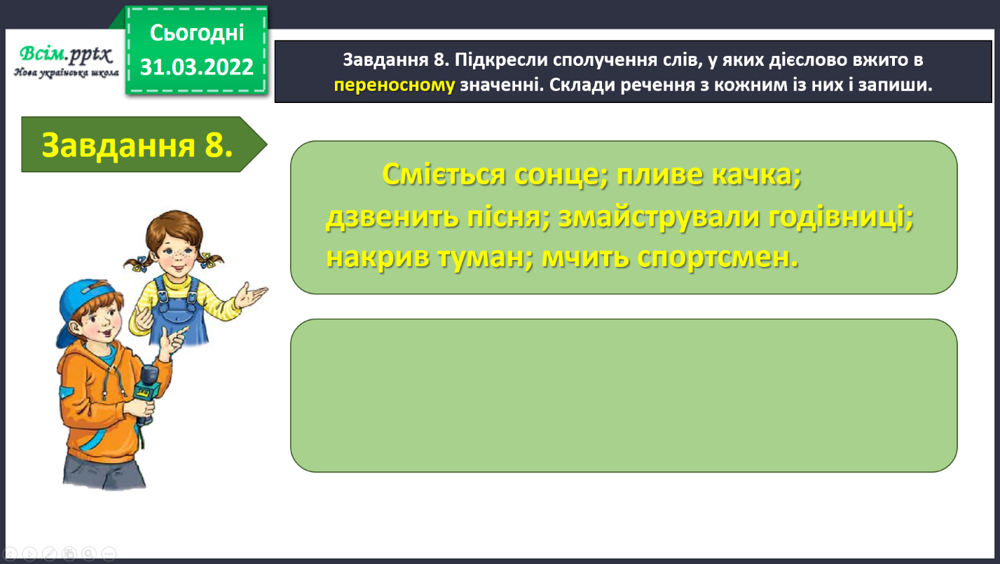 Сьогодні
31.03.2022
Всім.pptx
Нова українська школа
Завдання 8. Підкресли сполучення слів, у яких дієслово вжито в
переносному значенні. Склади речення з кожним із них і запиши.
Завдання 8.
Сміється сонце; пливе качка;
дзвенить пісня; змайстрували годівниці;
накрив туман; мчить спортсмен.